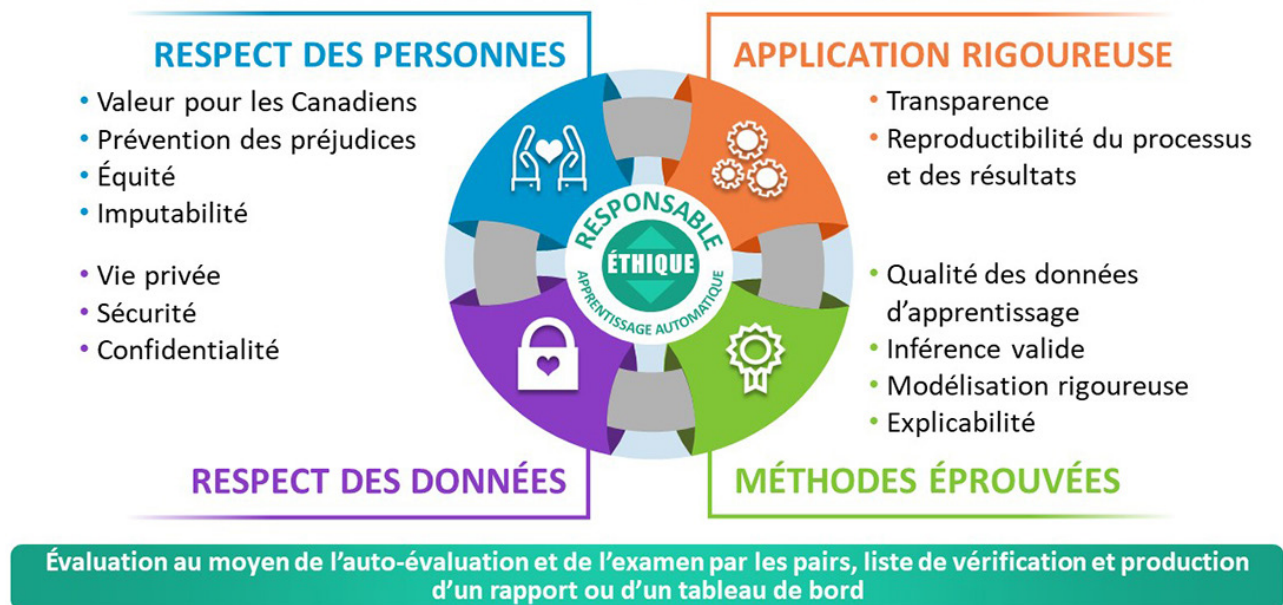 RESPECT DES PERSONNES
• Valeur pour les Canadiens
• Prévention des préjudices
• Équité
• Imputabilité
APPLICATION RIGOUREUSE
• Transparence
• Reproductibilité du processus
et des résultats
RESPONSABLE
ÉTHIQUE
APPRENTISSAGE AUTOMATIQUE
• Vie privée
• Sécurité
• Confidentialité
RESPECT DES DONNÉES
• Qualité des données
d’apprentissage
• Inférence valide
• Modélisation rigoureuse
• Explicabilité
MÉTHODES ÉPROUVÉES
Évaluation au moyen de l’auto-évaluation et de l’examen par les pairs, liste de vérification et production
d’un rapport ou d’un tableau de bord